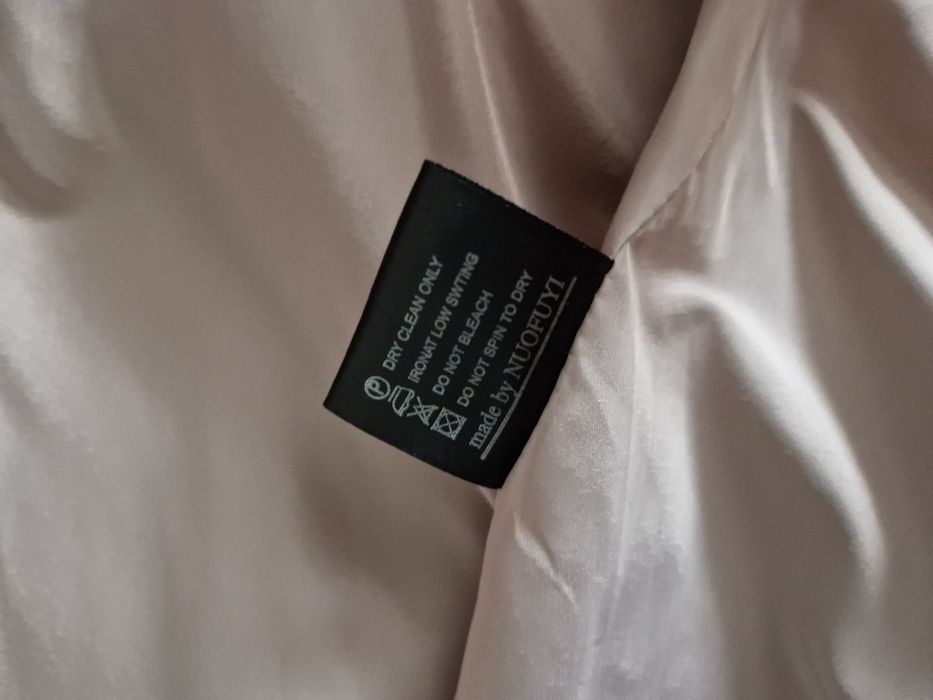 Ⓟ DRY CLEAN ONLY
IRONAT LOW SWTING
DO NOT BLEACH
DO NOT SPIN TO DRY
made by NUOFUYI